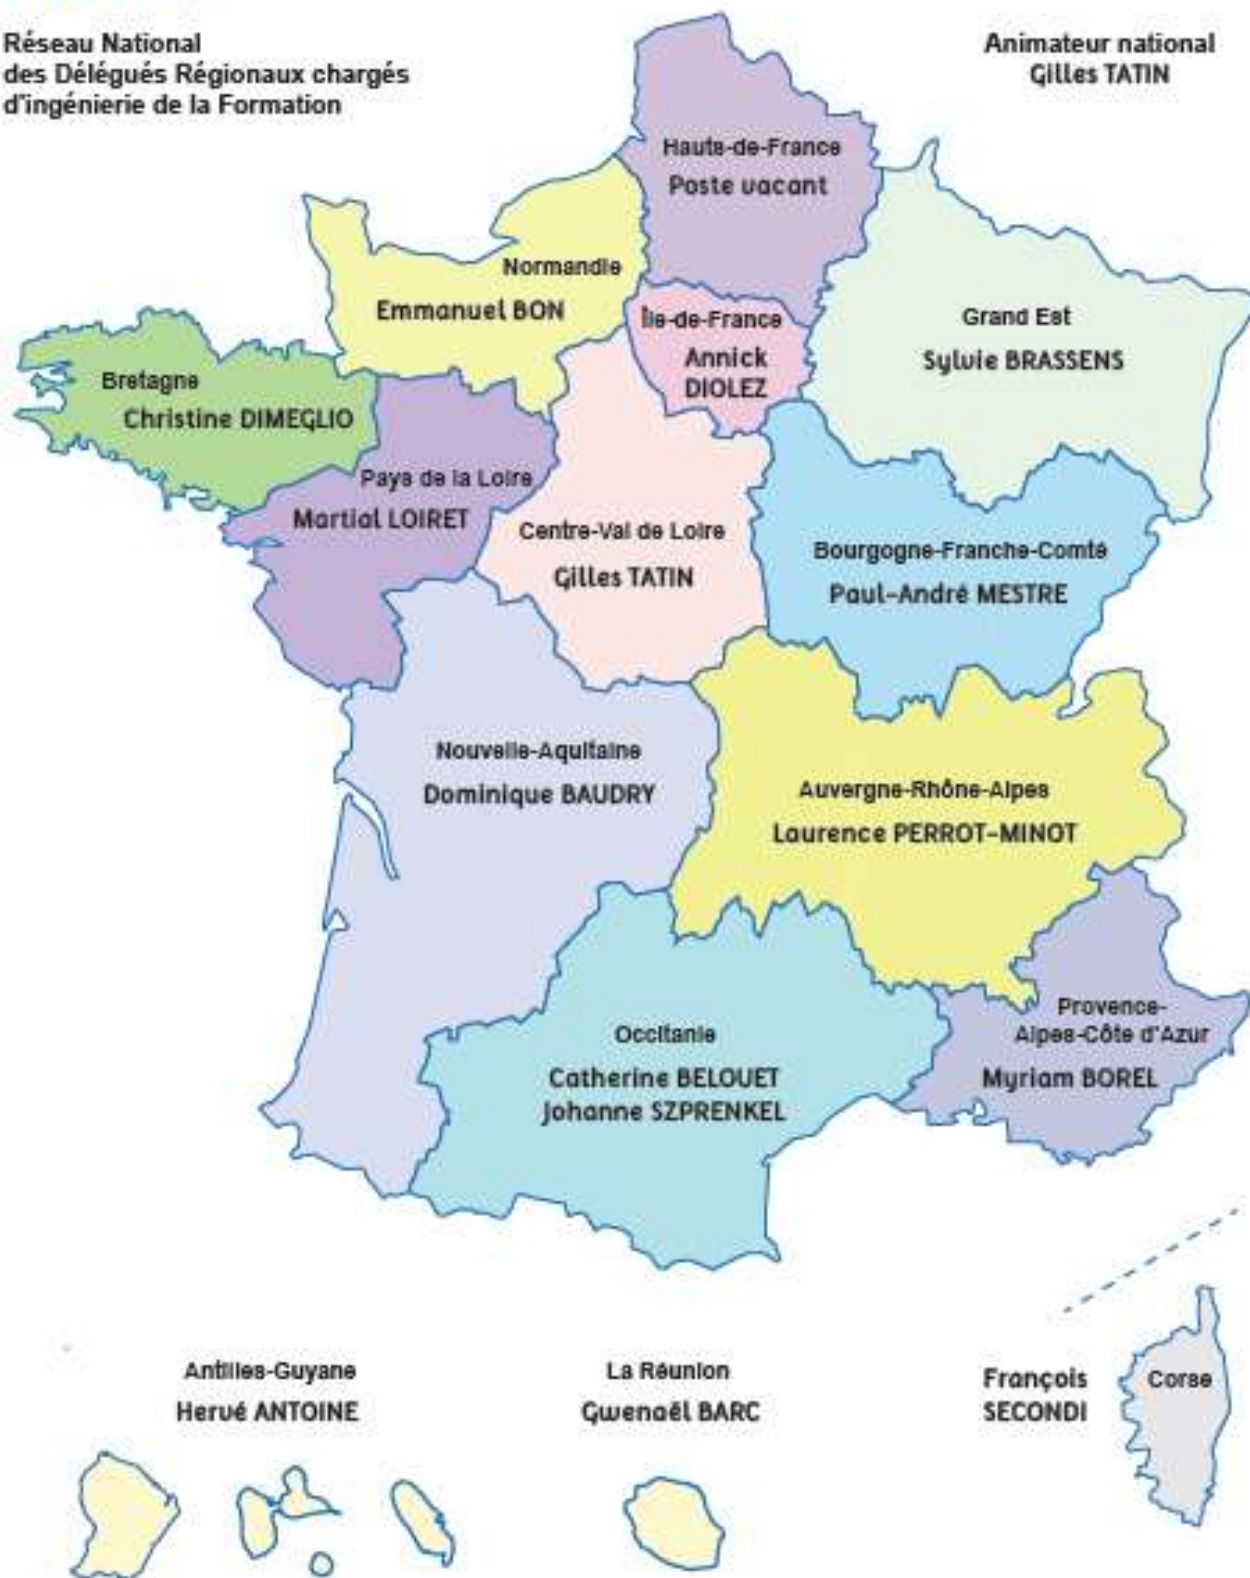 Réseau National
des Délégués Régionaux chargés
d'ingénierie de la Formation
Animateur national
Gilles TATIN
Hauts-de-France
Poste vacant
Normandie
Emmanuel BON
Île-de-France
Annick
DIOLEZ
Grand Est
Sylvie BRASSENS
Bretagne
Christine DIMEGLIO
Pays de la Loire
Martial LOIRET
Centre-Val de Loire
Gilles TATIN
Bourgogne-Franche-Comté
Paul-André MESTRE
Nouvelle-Aquitaine
Dominique BAUDRY
Auvergne-Rhône-Alpes
Laurence PERROT-MINOT
Occitanie
Catherine BELOUET
Johanne SZPRENKEL
Provence-
Alpes-Côte d'Azur
Myriam BOREL
Antilles-Guyane
Hervé ANTOINE
La Réunion
Gwenaël BARC
François
SECONDI
Corse